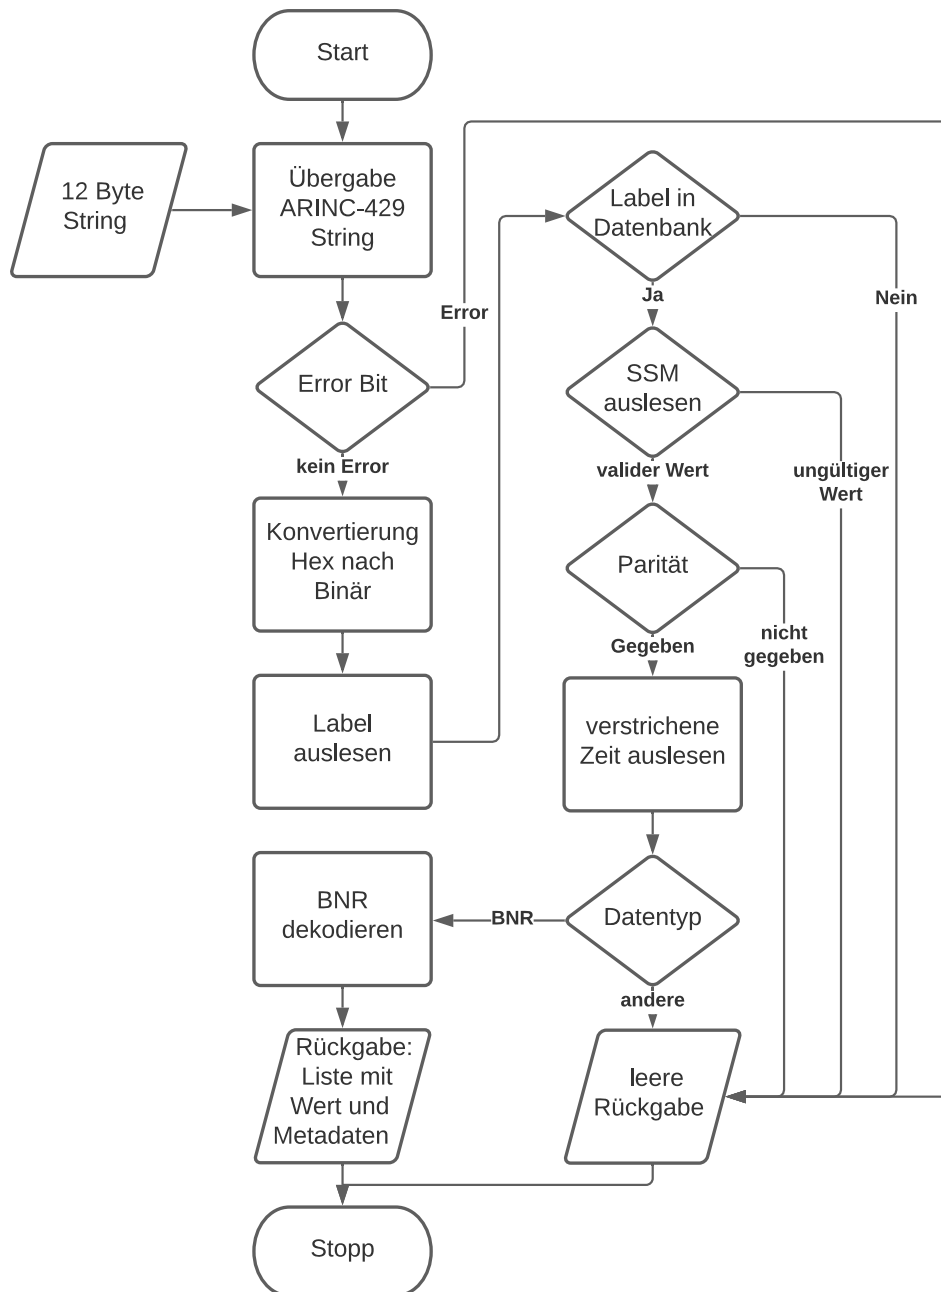 Start
12 Byte
String
Übergabe
ARINC-429
String
Error Bit
Error
kein Error
Konvertierung
Hex nach
Binär
Label
auslesen
Label in
Datenbank
Ja
Nein
SSM
auslesen
valider Wert
ungültiger
Wert
Parität
Gegeben
nicht
gegeben
verstrichene
Zeit auslesen
Datentyp
BNR
andere
BNR
dekodieren
Rückgabe:
Liste mit
Wert und
Metadaten
leere
Rückgabe
Stopp